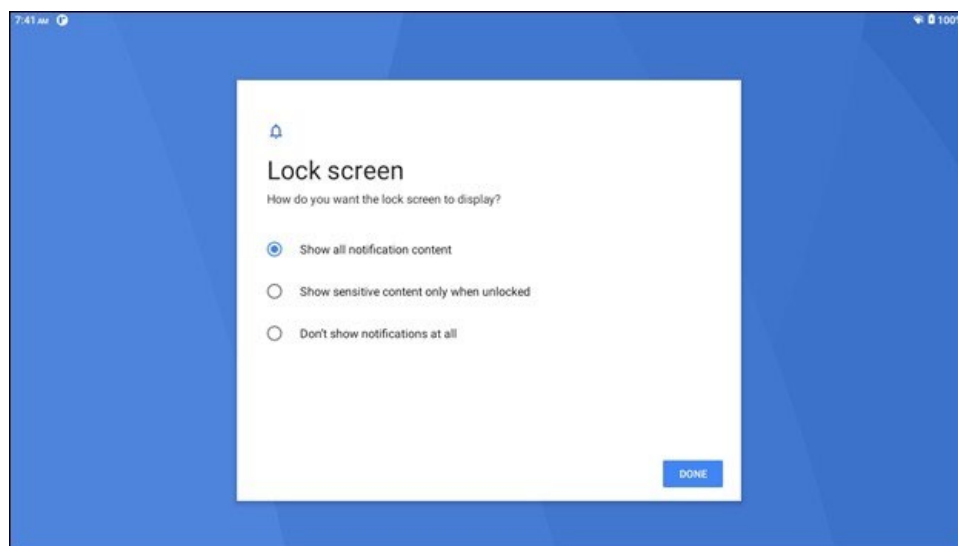 7:41 AM
100%
Lock screen
How do you want the lock screen to display?
Show all notification content
Show sensitive content only when unlocked
Don't show notifications at all
DONE